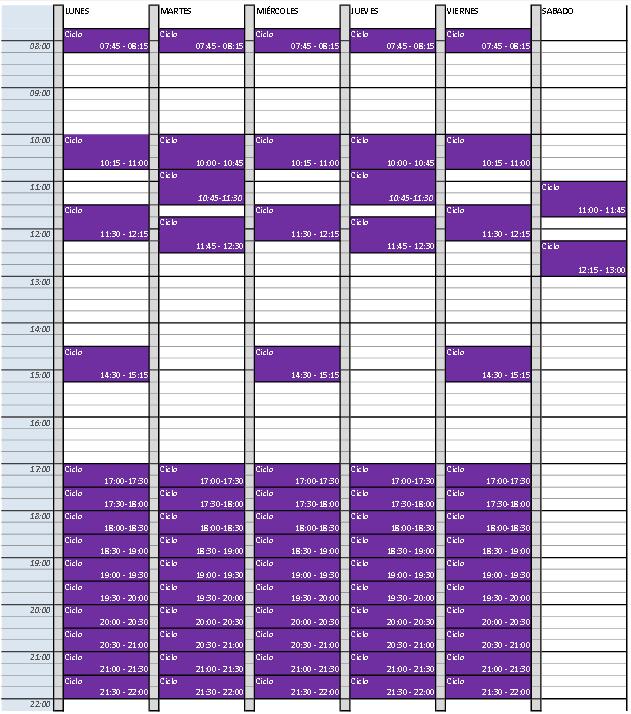 LUNES MARTES MIÉRCOLES JUEVES VIERNES SABADO
Ciclo Ciclo Ciclo Ciclo Ciclo
07:45 - 08:15 07:45 - 08:15 07:45 - 08:15 07:45 - 08:15 07:45 - 08:15
08:00
09:00
10:00
Ciclo Ciclo Ciclo Ciclo Ciclo
10:15 - 11:00 10:00 - 10:45 10:15 - 11:00 10:00 - 10:45 10:15 - 11:00
Ciclo Ciclo
11:00
Ciclo
10:45-11:30 10:45-11:30
Ciclo Ciclo Ciclo
11:00 - 11:45
Ciclo Ciclo
12:00
11:30 - 12:15 11:30 - 12:15 11:30 - 12:15
11:45 - 12:30 11:45 - 12:30
Ciclo
12:15 - 13:00
13:00
14:00
Ciclo Ciclo Ciclo
15:00
14:30 - 15:15 14:30 - 15:15 14:30 - 15:15
16:00
17:00
Ciclo Ciclo Ciclo Ciclo Ciclo
17:00-17:30 17:00-17:30 17:00-17:30 17:00-17:30 17:00-17:30
Ciclo Ciclo Ciclo Ciclo Ciclo
17:30-18:00 17:30-18:00 17:30-18:00 17:30-18:00 17:30-18:00
18:00
Ciclo Ciclo Ciclo Ciclo Ciclo
18:00-18:30 18:00-18:30 18:00-18:30 18:00-18:30 18:00-18:30
Ciclo Ciclo Ciclo Ciclo Ciclo
18:30 - 19:00 18:30 - 19:00 18:30 - 19:00 18:30 - 19:00 18:30 - 19:00
19:00
Ciclo Ciclo Ciclo Ciclo Ciclo
19:00 - 19:30 19:00 - 19:30 19:00 - 19:30 19:00 - 19:30 19:00 - 19:30
Ciclo Ciclo Ciclo Ciclo Ciclo
19:30 - 20:00 19:30 - 20:00 19:30 - 20:00 19:30 - 20:00 19:30 - 20:00
20:00
Ciclo Ciclo Ciclo Ciclo Ciclo
20:00 - 20:30 20:00 - 20:30 20:00 - 20:30 20:00 - 20:30 20:00 - 20:30
Ciclo Ciclo Ciclo Ciclo Ciclo
20:30 - 21:00 20:30 - 21:00 20:30 - 21:00 20:30 - 21:00 20:30 - 21:00
21:00
Ciclo Ciclo Ciclo Ciclo Ciclo
21:00 - 21:30 21:00 - 21:30 21:00 - 21:30 21:00 - 21:30 21:00 - 21:30
Ciclo Ciclo Ciclo Ciclo Ciclo
21:30 - 22:00 21:30 - 22:00 21:30 - 22:00 21:30 - 22:00 21:30 - 22:00
22:00